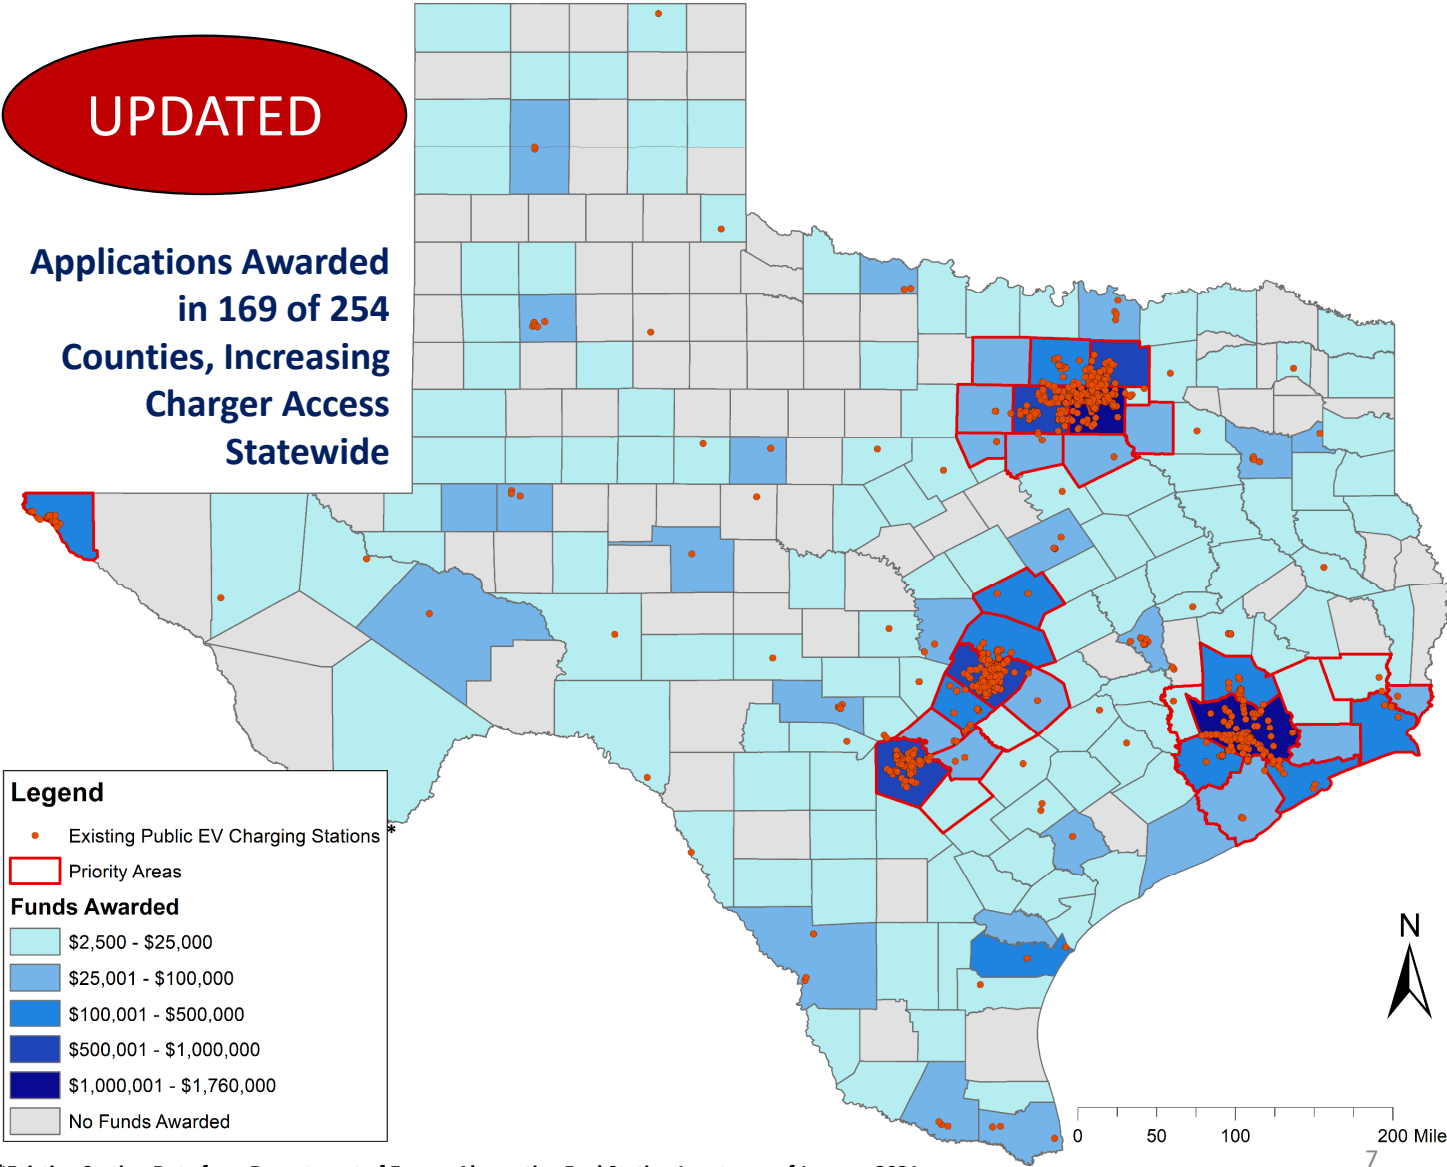 UPDATED
Applications Awarded
in 169 of 254
Counties, Increasing
Charger Access
Statewide
Legend
Existing Public EV Charging Stations *
Priority Areas
Funds Awarded
$2,500 - $25,000
$25,001 - $100,000
$100,001 - $500,000
$500,001 - $1,000,000
$1,000,001 - $1,760,000
No Funds Awarded
N
0 50 100 200 Mile
7